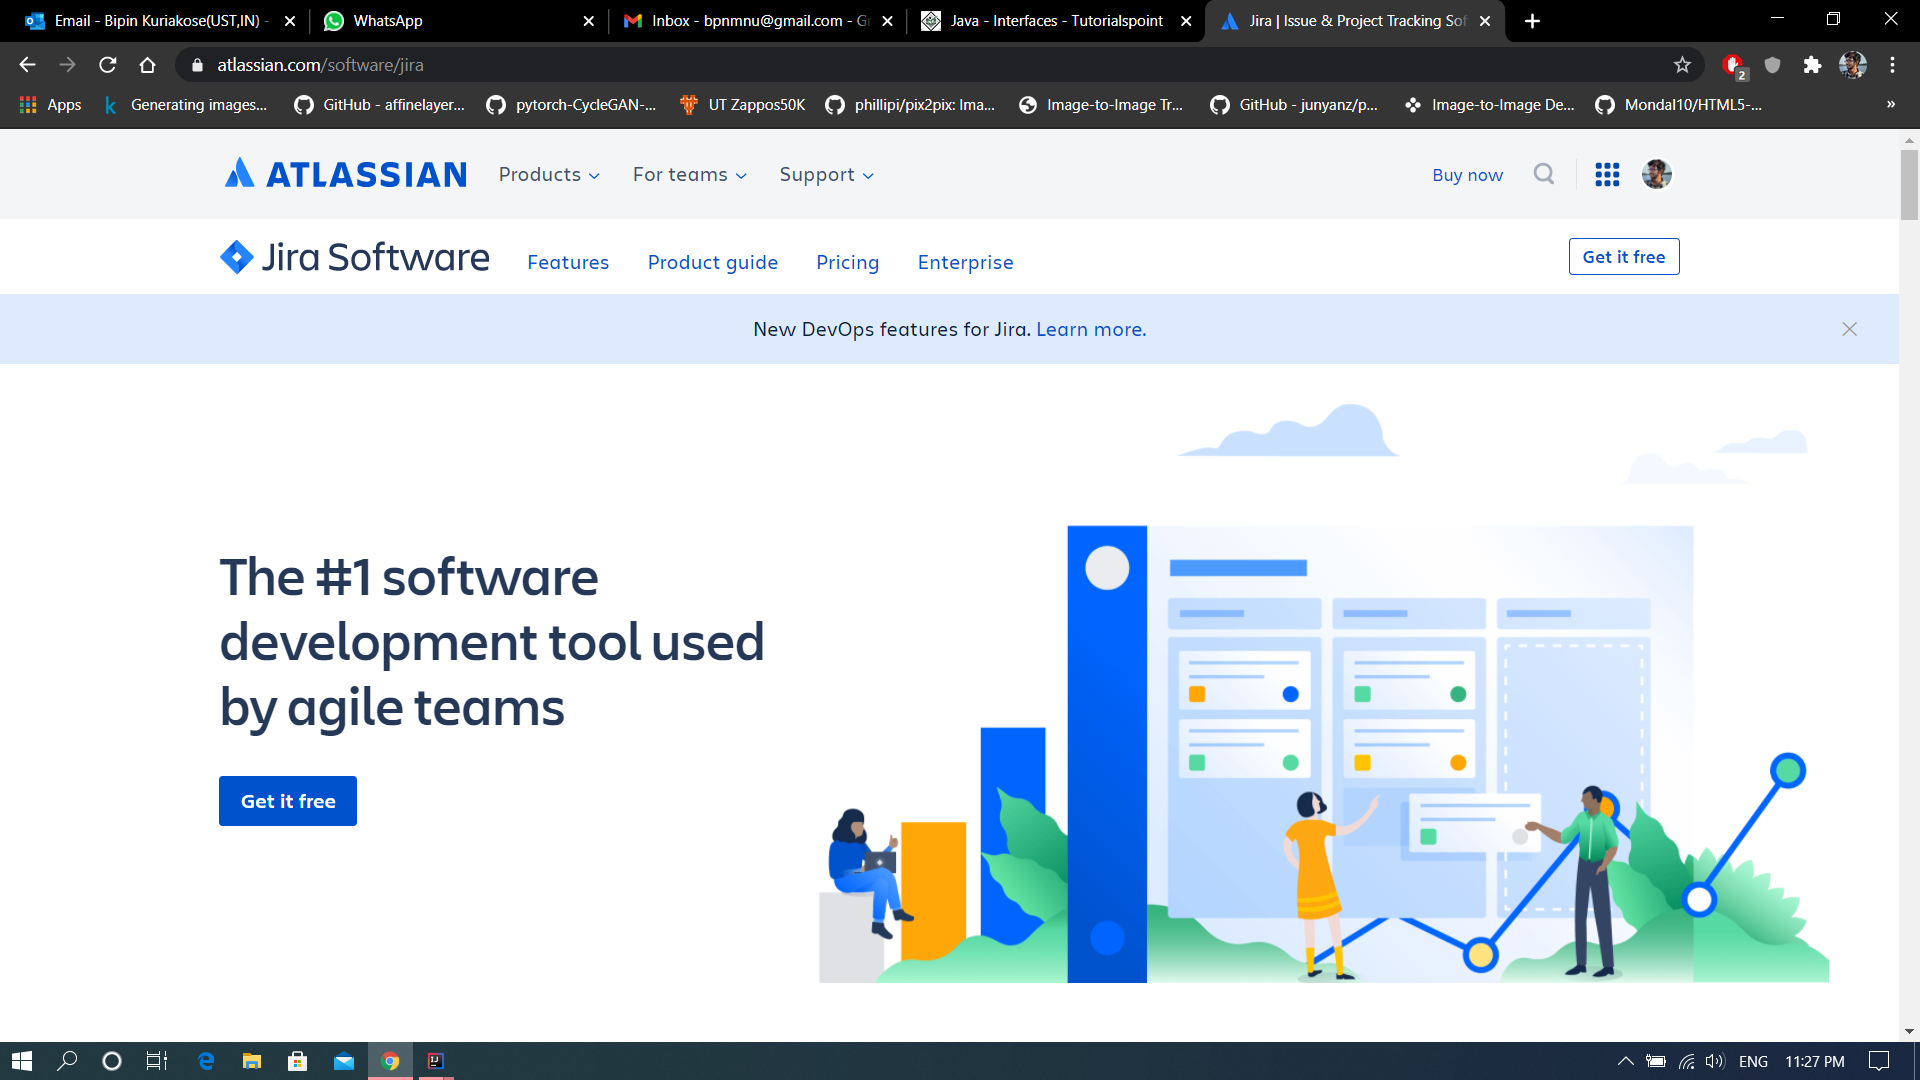 Email - Bipin Kuriakose(UST,IN) -
WhatsApp
Inbox - bpnmnu@gmail.com - G
Java - Interfaces - Tutorialspoint
Jira | Issue & Project Tracking Sof
atlassian.com/software/jira
2
Apps
Generating images...
GitHub - affinelayer...
pytorch-CycleGAN-...
UT Zappos50K
phillipi/pix2pix: Ima...
Image-to-Image Tr...
GitHub - junyanz/p...
Image-to-Image De...
Mondal10/HTML5-...
»
ATLASSIAN
Products
For teams
Support
Buy now
Jira Software
Features
Product guide
Pricing
Enterprise
Get it free
New DevOps features for Jira. Learn more.
The #1 software
development tool used
by agile teams
Get it free
ENG
11:27 PM